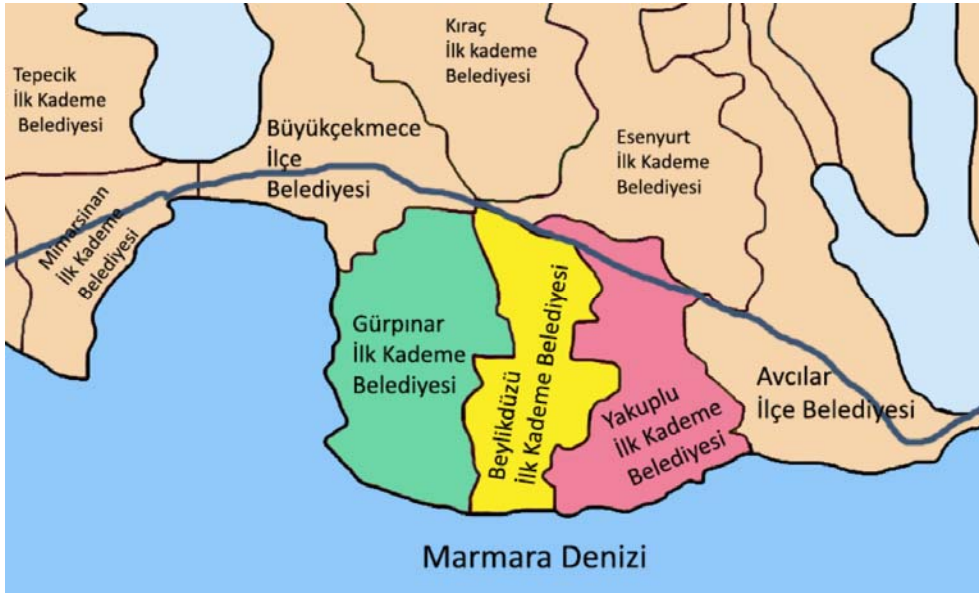 Tepecik
İlk Kademe
Belediyesi
Kıraç
İlk kademe
Belediyesi
Büyükçekmece
İlçe
Belediyesi
Esenyurt
İlk Kademe
Belediyesi
Mimarsinan
İlk Kademe
Belediyesi
Gürpınar
İlk Kademe
Belediyesi
Beylikdüzü
İlk Kademe Belediyesi
Yakuplu
İlk Kademe
Belediyesi
Avcılar
İlçe Belediyesi
Marmara Denizi